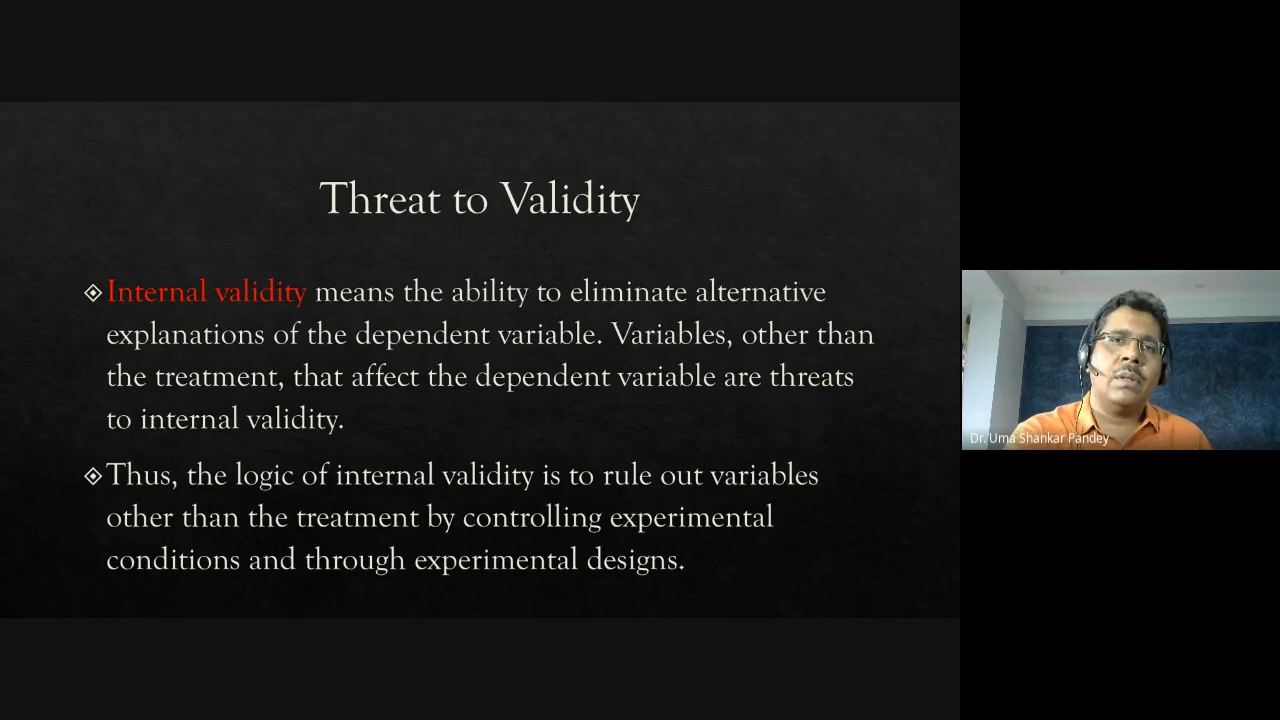 Threat to Validity
Internal validity means the ability to eliminate alternative
explanations of the dependent variable. Variables, other than
the treatment, that affect the dependent variable are threats
to internal validity.
Thus, the logic of internal validity is to rule out variables
other than the treatment by controlling experimental
conditions and through experimental designs.
Dr. Uma Shankar Pandey